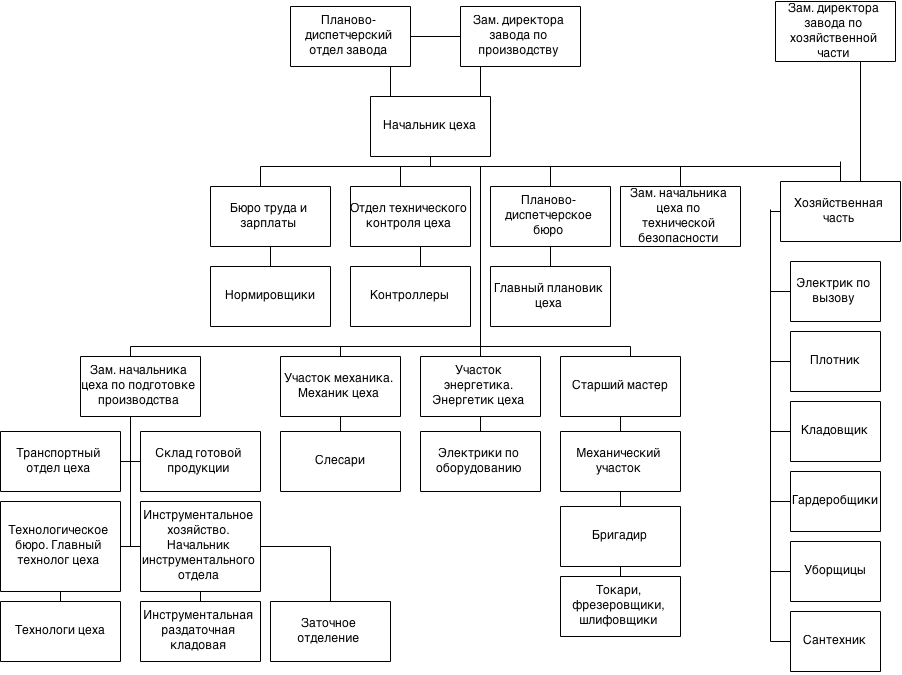 Планово-
диспетчерский
отдел завода
Зам. директора
завода по
производству
Зам. директора
завода по
хозяйственной
части
Начальник цеха
Бюро труда и
зарплаты
Отдел технического
контроля цеха
Планово-
диспетчерское
бюро
Зам. начальника
цеха по
технической
безопасности
Хозяйственная
часть
Нормировщики
Контроллеры
Главный плановик
цеха
Электрик по
вызову
Плотник
Кладовщик
Гардеробщики
Уборщицы
Сантехник
Зам. начальника
цеха по подготовке
производства
Участок механика.
Механик цеха
Участок
энергетика.
Энергетик цеха
Старший мастер
Транспортный
отдел цеха
Склад готовой
продукции
Слесари
Электрики по
оборудованию
Механический
участок
Технологическое
бюро. Главный
технолог цеха
Инструментальное
хозяйство.
Начальник
инструментального
отдела
Бригадир
Технологи цеха
Инструментальная
раздаточная
кладовая
Заточное
отделение
Токари,
фрезеровщики,
шлифовщики